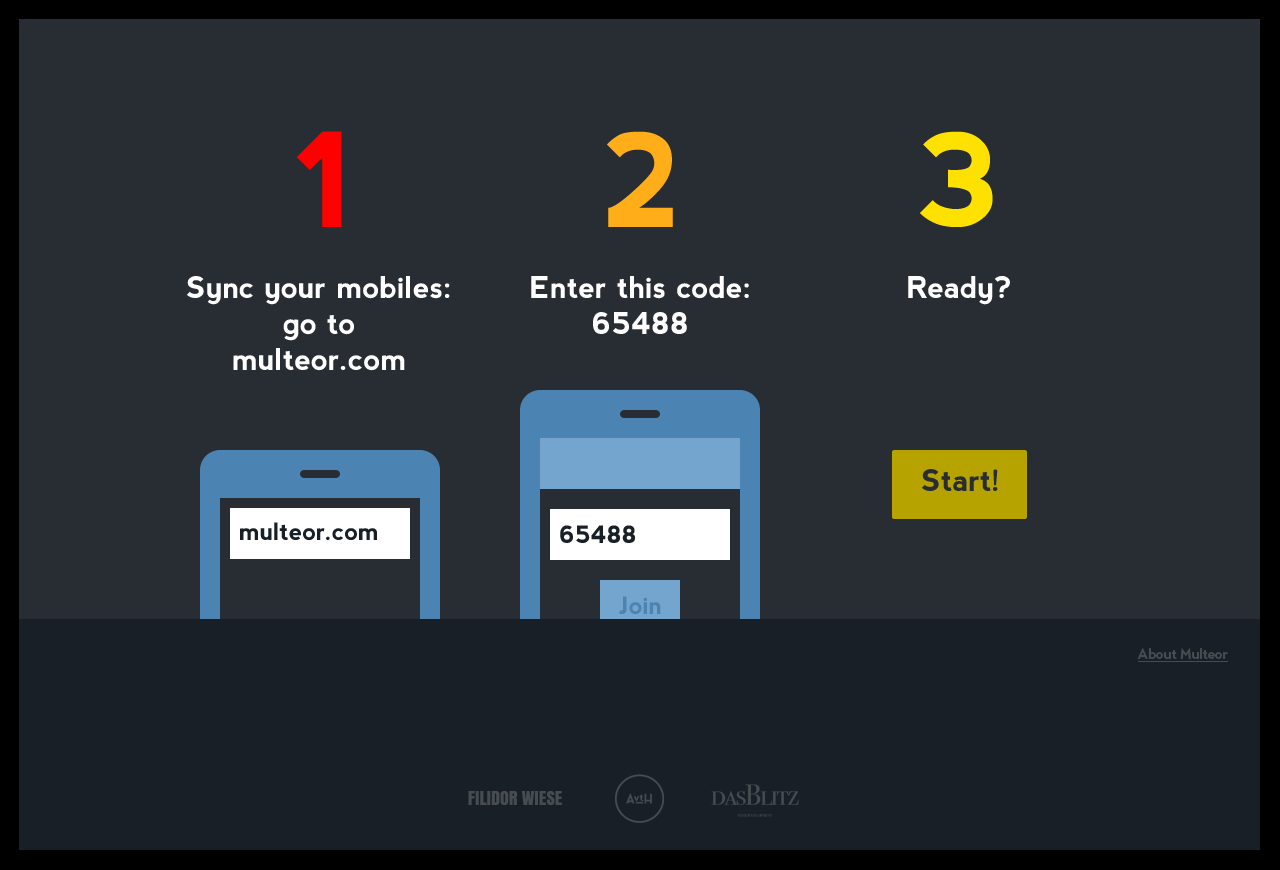 1
Sync your mobiles:
go to
multeor.com
multeor.com
2
Enter this code:
65488
65488
Join
3
Ready?
Start!
About Multeor
FILIDOR WIESE
AvtH
DASBLITZ